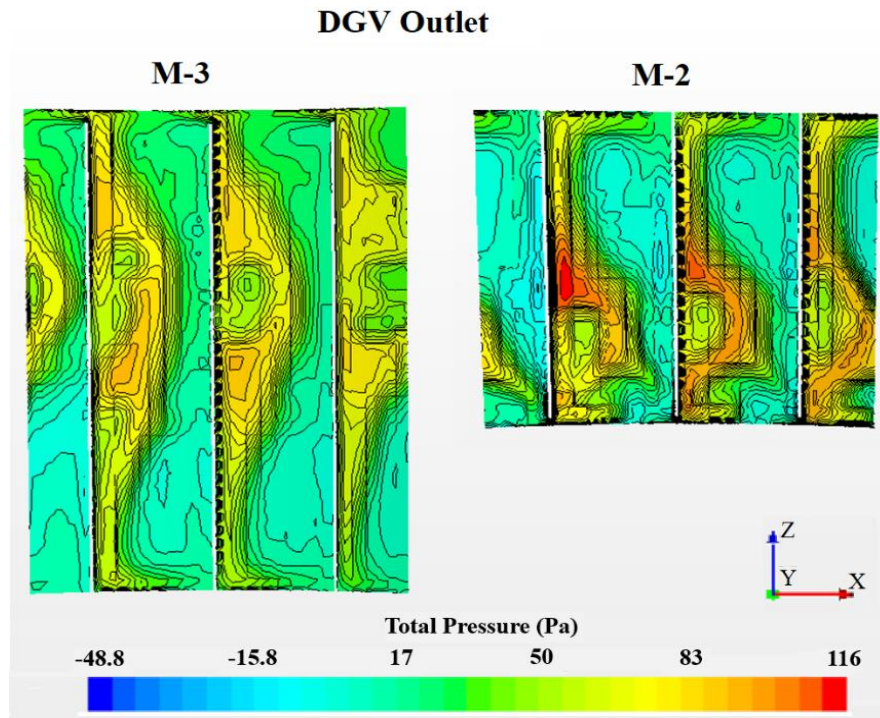 DGV Outlet
M-3 M-2
Z
Y X
Total Pressure (Pa)
-48.8 -15.8 17 50 83 116